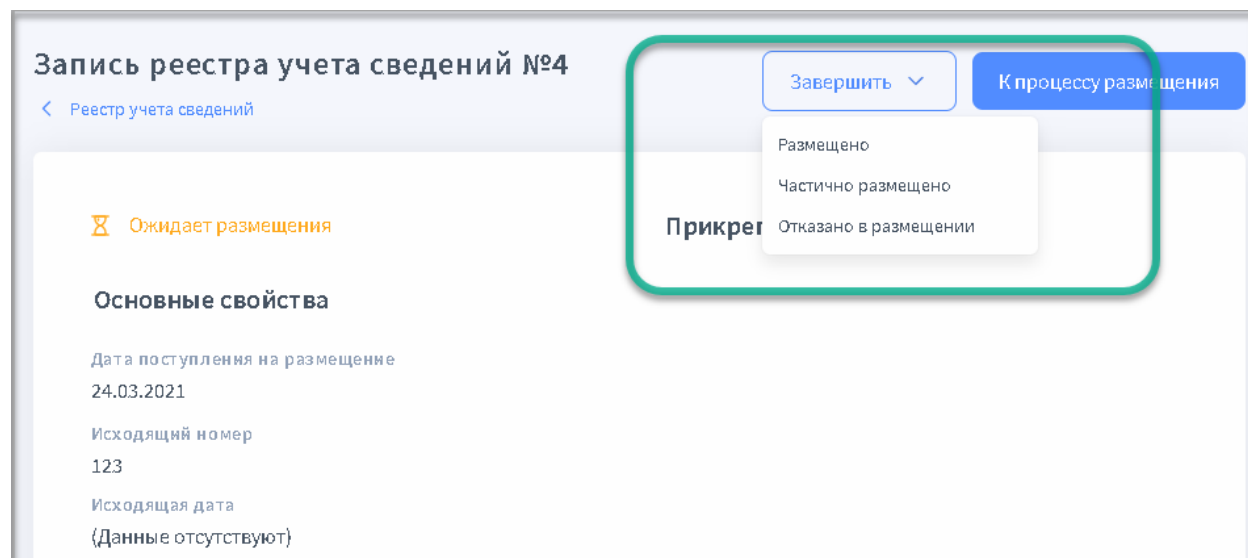 Запись реестра учета сведений №4
Завершить
К процессу размещения
Реестр учета сведений
Размещено
Частично размещено
Отказано в размещении
Ожидает размещения
Основные свойства
Дата поступления на размещение
24.03.2021
Исходящий номер
123
Исходящая дата
(Данные отсутствуют)